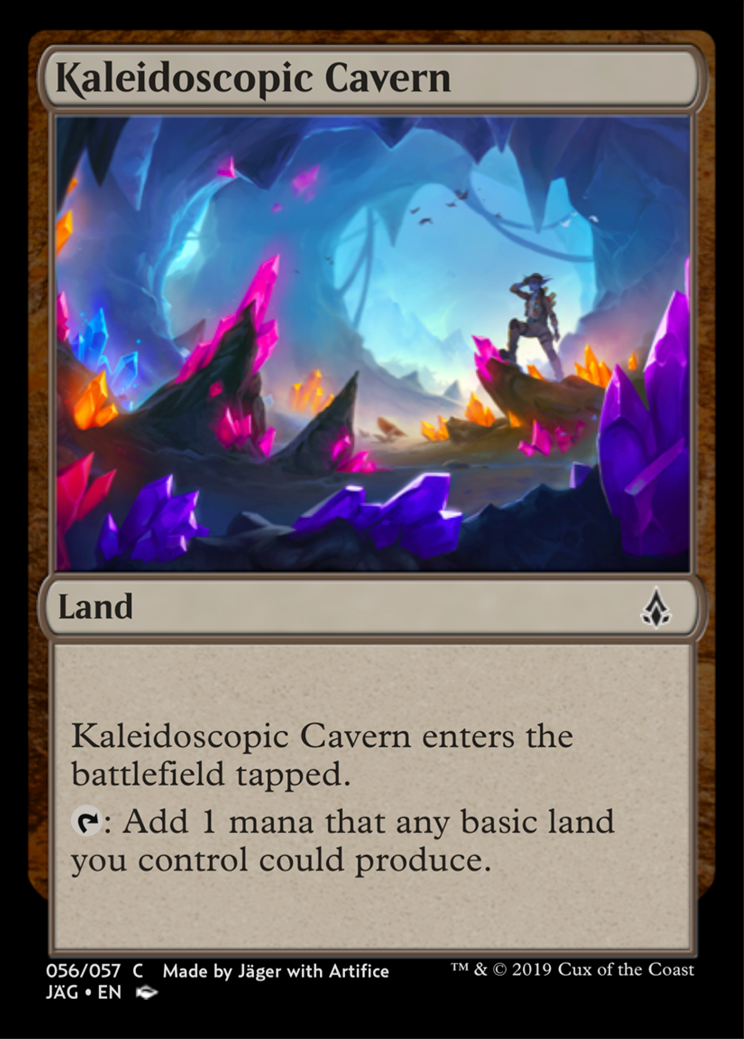 Kaleidoscopic Cavern
Land
Kaleidoscopic Cavern enters the
battlefield tapped.
: Add 1 mana that any basic land
you control could produce.
056/057 C Made by Jäger with Artifice
™ & © 2019 Cux of the Coast
JÄG • EN